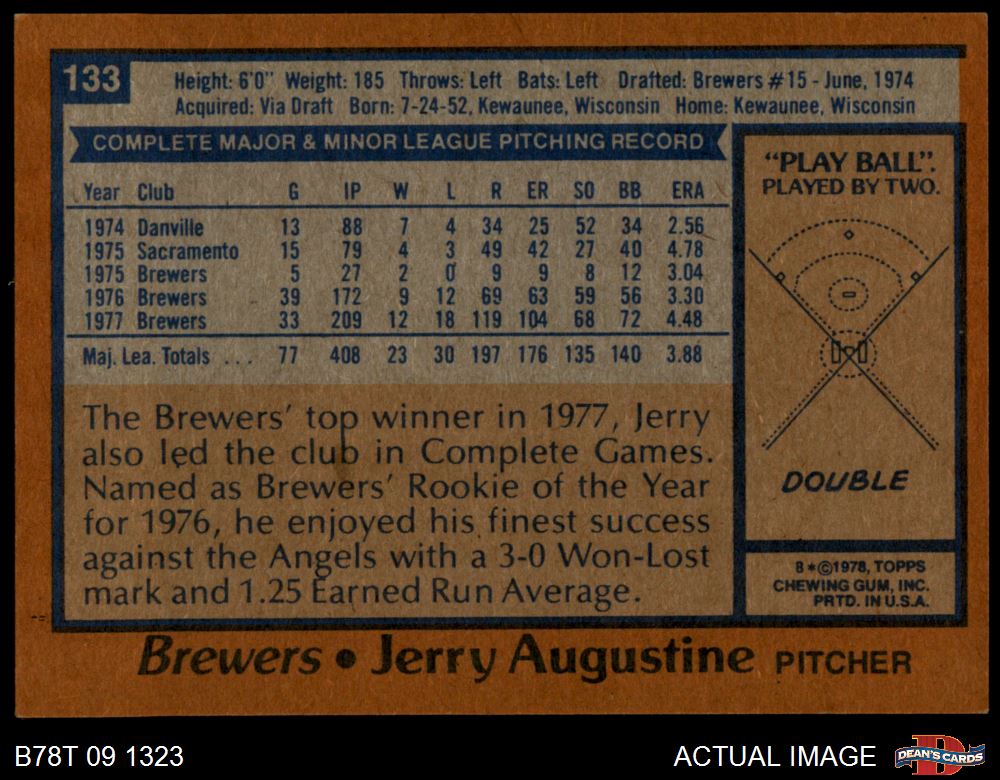 133
Height: 6'0" Weight: 185 Throws: Left Bats: Left Drafted: Brewers #15 - June, 1974
Acquired: Via Draft Born: 7-24-52, Kewaunee, Wisconsin Home: Kewaunee, Wisconsin
COMPLETE MAJOR & MINOR LEAGUE PITCHING RECORD
Year Club G IP W L R ER SO BB ERA
1974 Danville 13 88 7 4 34 25 52 34 2.56
1975 Sacramento 15 79 4 3 49 42 27 40 4.78
1975 Brewers 5 27 2 0 9 9 8 12 3.04
1976 Brewers 39 172 9 12 69 63 59 56 3.30
1977 Brewers 33 209 12 18 119 104 68 72 4.48
Maj. Lea. Totals ... 77 408 23 30 197 176 135 140 3.88
The Brewers' top winner in 1977, Jerry
also led the club in Complete Games.
Named as Brewers' Rookie of the Year
for 1976, he enjoyed his finest success
against the Angels with a 3-0 Won-Lost
mark and 1.25 Earned Run Average.
"PLAY BALL".
PLAYED BY TWO.
DOUBLE
8*©1978, TOPPS
CHEWING GUM, INC.
PRTD. IN U.S.A.
Brewers • Jerry Augustine PITCHER
B78T 09 1323
ACTUAL IMAGE
D
DEAN'S CARDS